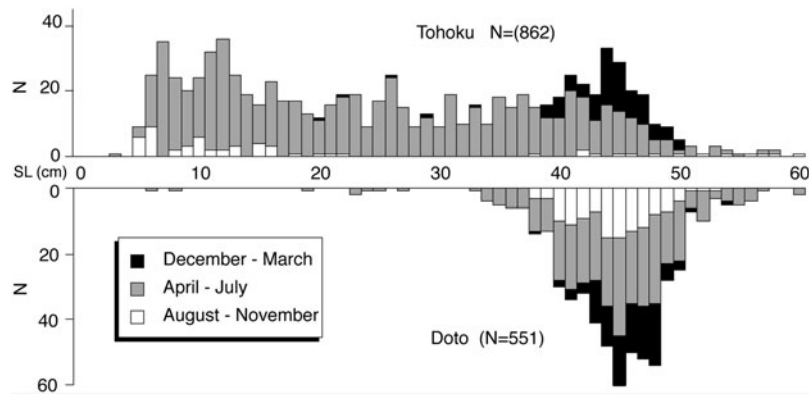 40
Tohoku N=(862)
N
20
0
SL (cm) 0 10 20 30 40 50 60
0
20
N
40
60
December - March
April - July
August - November
Doto (N=551)